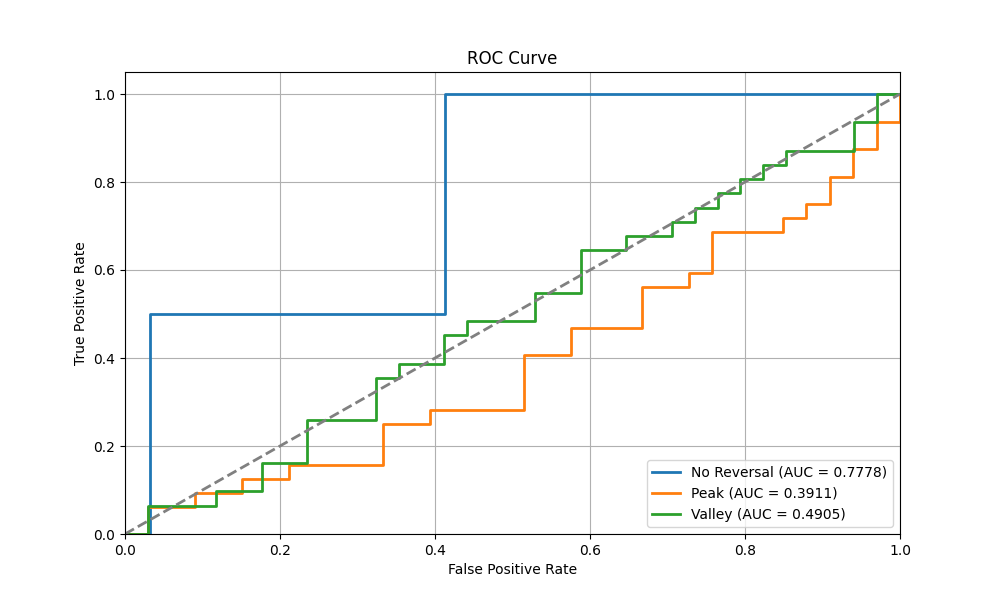 ROC Curve
True Positive Rate
1.0
0.8
0.6
0.4
0.2
0.0
0.0 0.2 0.4 0.6 0.8 1.0
False Positive Rate
No Reversal (AUC = 0.7778)
Peak (AUC = 0.3911)
Valley (AUC = 0.4905)